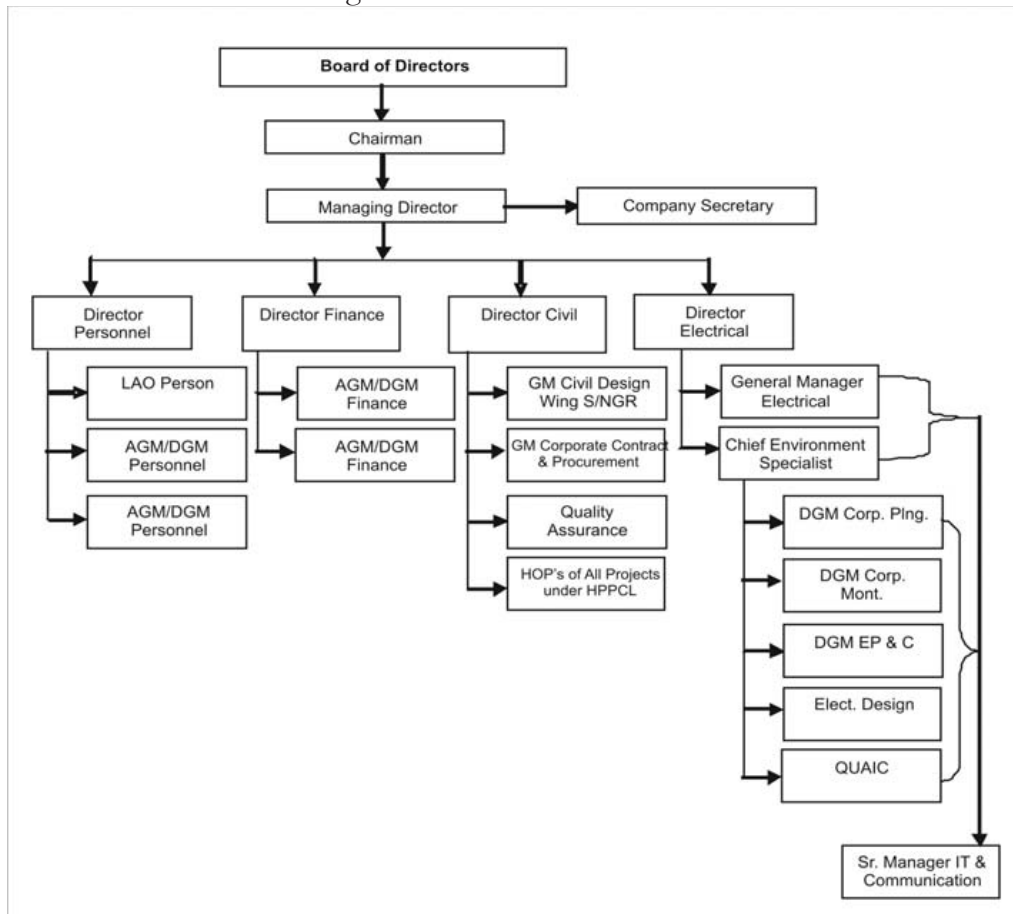 Board of Directors
Chairman
Managing Director
Company Secretary
Director
Personnel
Director Finance
Director Civil
Director
Electrical
LAO Person
AGM/DGM
Personnel
AGM/DGM
Personnel
AGM/DGM
Finance
AGM/DGM
Finance
GM Civil Design
Wing S/NGR
GM Corporate Contract
& Procurement
Quality
Assurance
HOP's of All Projects
under HPPCL
General Manager
Electrical
Chief Environment
Specialist
DGM Corp. Plng.
DGM Corp.
Mont.
DGM EP & C
Elect. Design
QUAIC
Sr. Manager IT &
Communication